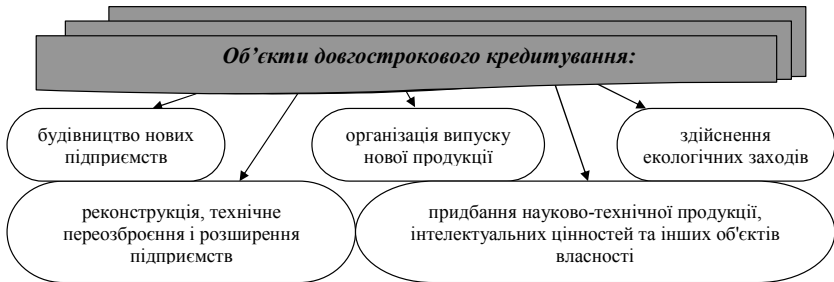 Об’єкти довгострокового кредитування:
будівництво нових
підприємств
організація випуску
нової продукції
здійснення
екологічних заходів
реконструкція, технічне
переозброєння і розширення
підприємств
придбання науково-технічної продукції,
інтелектуальних цінностей та інших об'єктів
власності